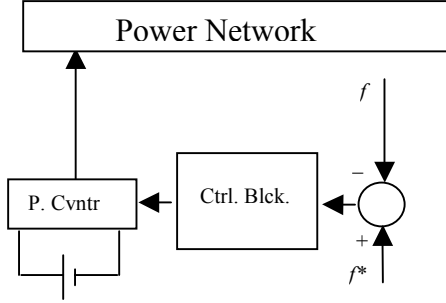 Power Network
f
−
P. Cvntr
Ctrl. Blck.
+
f*